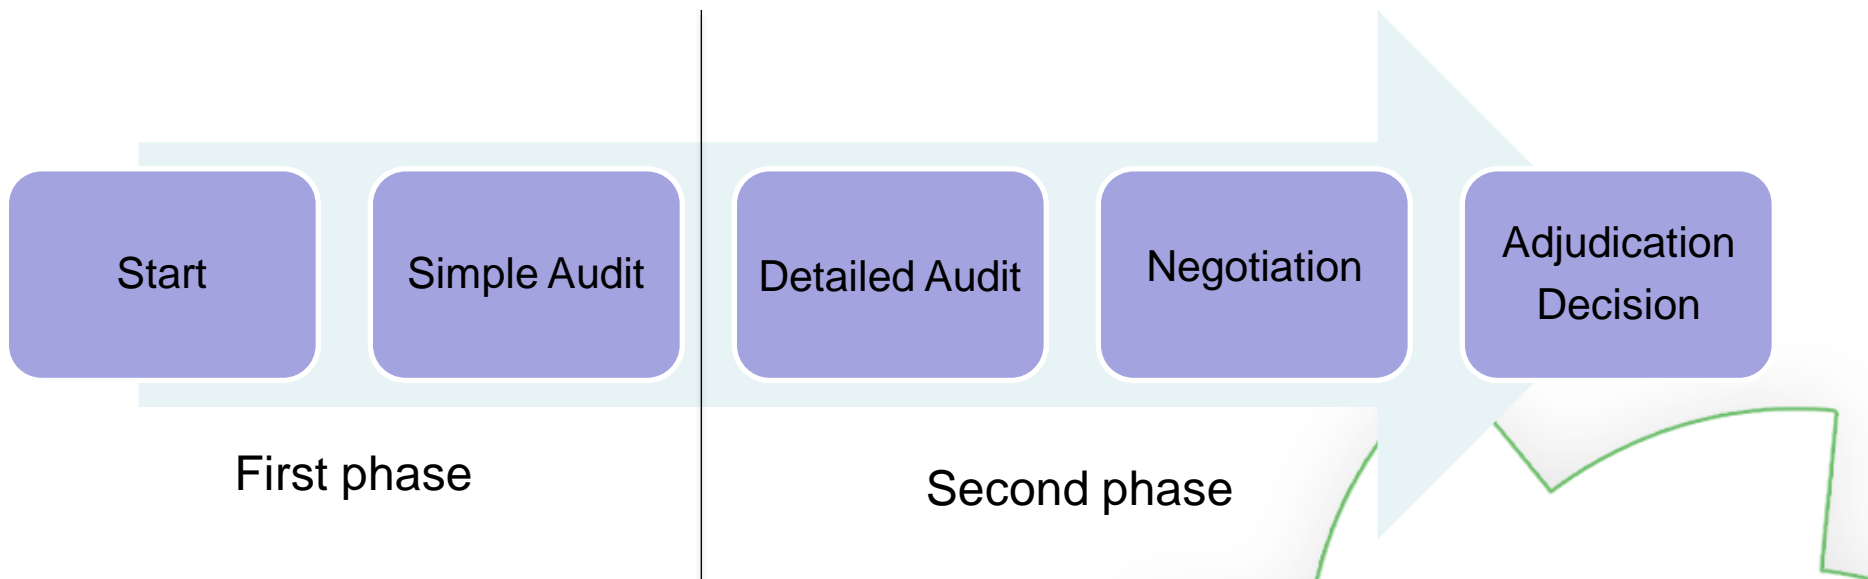 Start
Simple Audit
Detailed Audit
Negotiation
Adjudication
Decision
First phase
Second phase